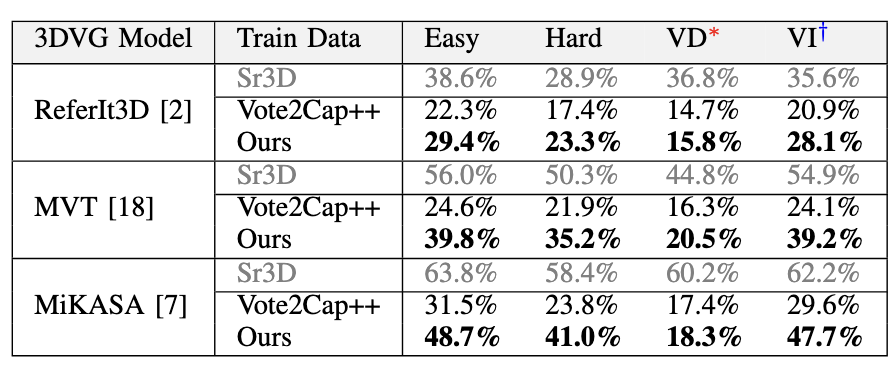 3DVG Model Train Data Easy Hard VD* VI†
Sr3D 38.6% 28.9% 36.8% 35.6%
ReferIt3D [2] Vote2Cap++ 22.3% 17.4% 14.7% 20.9%
Ours 29.4% 23.3% 15.8% 28.1%
Sr3D 56.0% 50.3% 44.8% 54.9%
MVT [18] Vote2Cap++ 24.6% 21.9% 16.3% 24.1%
Ours 39.8% 35.2% 20.5% 39.2%
Sr3D 63.8% 58.4% 60.2% 62.2%
MiKASA [7] Vote2Cap++ 31.5% 23.8% 17.4% 29.6%
Ours 48.7% 41.0% 18.3% 47.7%